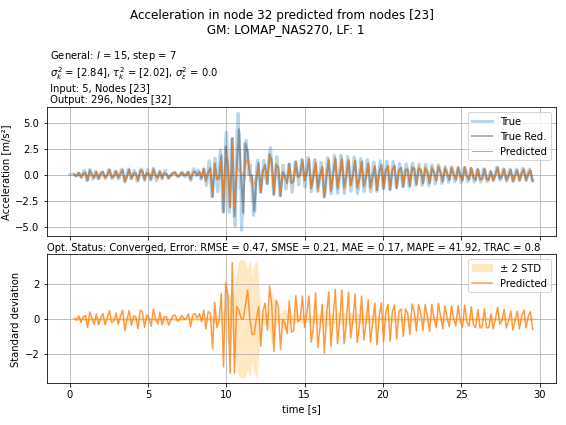 Acceleration in node 32 predicted from nodes [23]
GM: LOMAP_NAS270, LF: 1
General: l = 15, step = 7
σ_k^2 = [2.84], τ_k^2 = [2.02], σ_ε^2 = 0.0
Input: 5, Nodes [23]
Output: 296, Nodes [32]
Acceleration [m/s²]
5.0
2.5
0.0
−2.5
−5.0
True
True Red.
Predicted
Opt. Status: Converged, Error: RMSE = 0.47, SMSE = 0.21, MAE = 0.17, MAPE = 41.92, TRAC = 0.8
Standard deviation
2
0
−2
± 2 STD
Predicted
0 5 10 15 20 25 30
time [s]